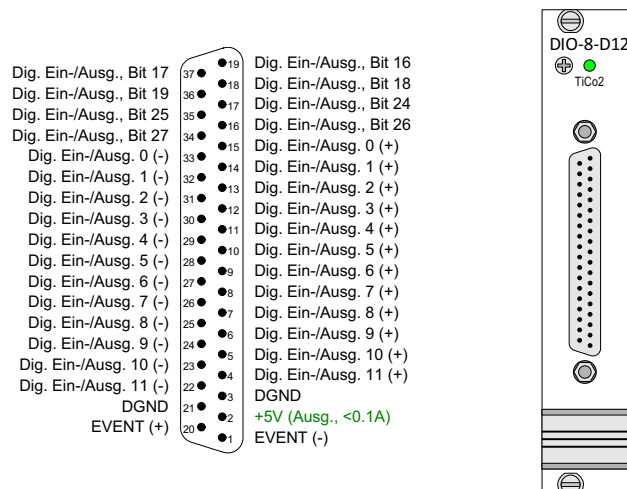 Dig. Ein-/Ausg., Bit 17
Dig. Ein-/Ausg., Bit 19
Dig. Ein-/Ausg., Bit 25
Dig. Ein-/Ausg., Bit 27
Dig. Ein-/Ausg. 0 (-)
Dig. Ein-/Ausg. 1 (-)
Dig. Ein-/Ausg. 2 (-)
Dig. Ein-/Ausg. 3 (-)
Dig. Ein-/Ausg. 4 (-)
Dig. Ein-/Ausg. 5 (-)
Dig. Ein-/Ausg. 6 (-)
Dig. Ein-/Ausg. 7 (-)
Dig. Ein-/Ausg. 8 (-)
Dig. Ein-/Ausg. 9 (-)
Dig. Ein-/Ausg. 10 (-)
Dig. Ein-/Ausg. 11 (-)
DGND
EVENT (+)
37
36
35
34
33
32
31
30
29
28
27
26
25
24
23
22
21
20
19
18
17
16
15
14
13
12
11
10
9
8
7
6
5
4
3
2
1
Dig. Ein-/Ausg., Bit 16
Dig. Ein-/Ausg., Bit 18
Dig. Ein-/Ausg., Bit 24
Dig. Ein-/Ausg., Bit 26
Dig. Ein-/Ausg. 0 (+)
Dig. Ein-/Ausg. 1 (+)
Dig. Ein-/Ausg. 2 (+)
Dig. Ein-/Ausg. 3 (+)
Dig. Ein-/Ausg. 4 (+)
Dig. Ein-/Ausg. 5 (+)
Dig. Ein-/Ausg. 6 (+)
Dig. Ein-/Ausg. 7 (+)
Dig. Ein-/Ausg. 8 (+)
Dig. Ein-/Ausg. 9 (+)
Dig. Ein-/Ausg. 10 (+)
Dig. Ein-/Ausg. 11 (+)
DGND
+5V (Ausg., <0.1A)
EVENT (-)
DIO-8-D12
TiCo2